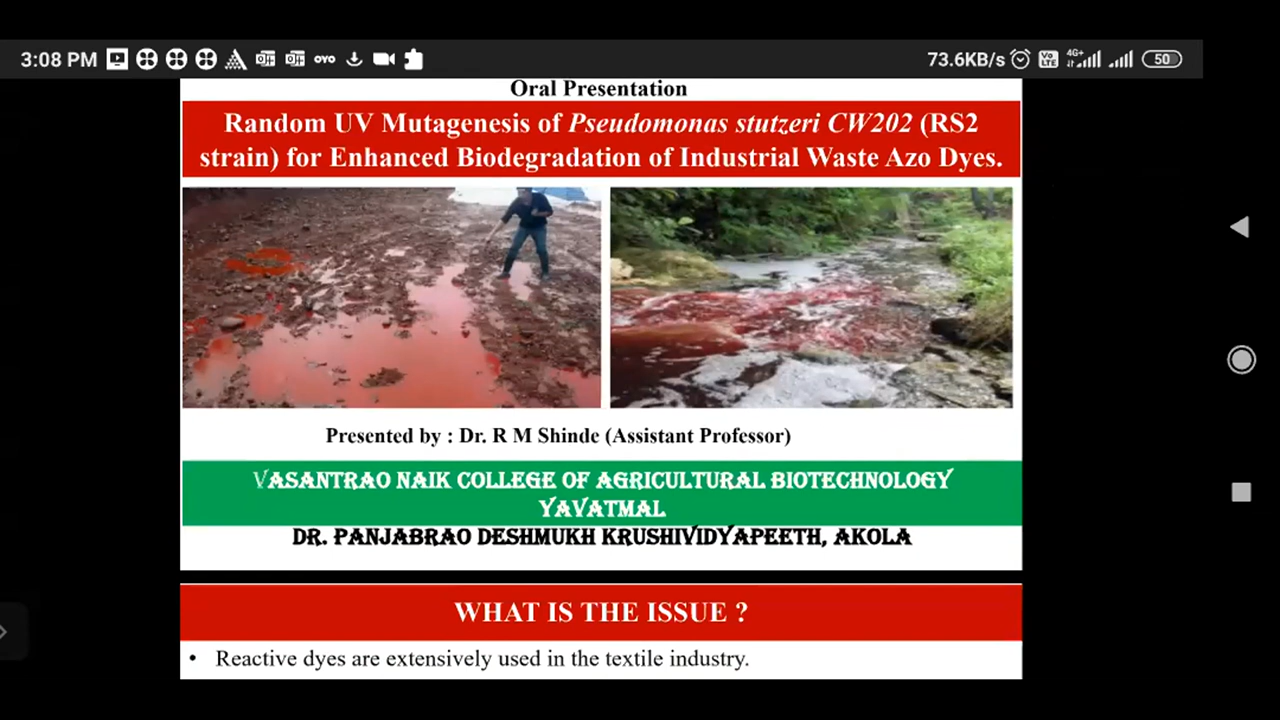 3:08 PM
73.6KB/s
4G+
50
Oral Presentation
Random UV Mutagenesis of Pseudomonas stutzeri CW202 (RS2
strain) for Enhanced Biodegradation of Industrial Waste Azo Dyes.
Presented by : Dr. R M Shinde (Assistant Professor)
VASANTRAO NAIK COLLEGE OF AGRICULTURAL BIOTECHNOLOGY
YAVATMAL
DR. PANJABRAO DESHMUKH KRUSHIVIDYAPEETH, AKOLA
WHAT IS THE ISSUE ?
• Reactive dyes are extensively used in the textile industry.